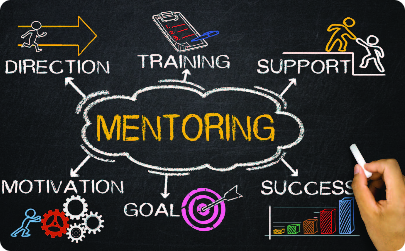 DIRECTION
TRAINING
SUPPORT
MENTORING
MOTIVATION
GOAL
SUCCESS